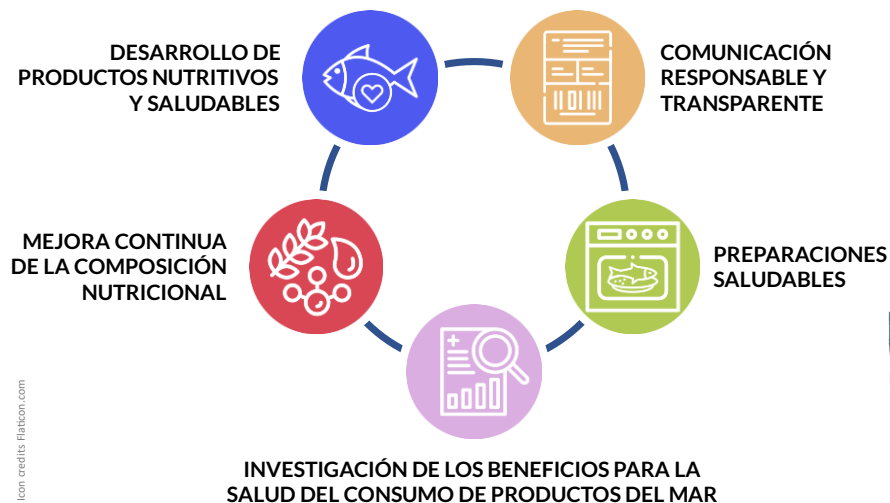 DESARROLLO DE
PRODUCTOS NUTRITIVOS
Y SALUDABLES
COMUNICACIÓN
RESPONSABLE Y
TRANSPARENTE
MEJORA CONTINUA
DE LA COMPOSICIÓN
NUTRICIONAL
PREPARACIONES
SALUDABLES
INVESTIGACIÓN DE LOS BENEFICIOS PARA LA
SALUD DEL CONSUMO DE PRODUCTOS DEL MAR
Icon credits Flaticon.com